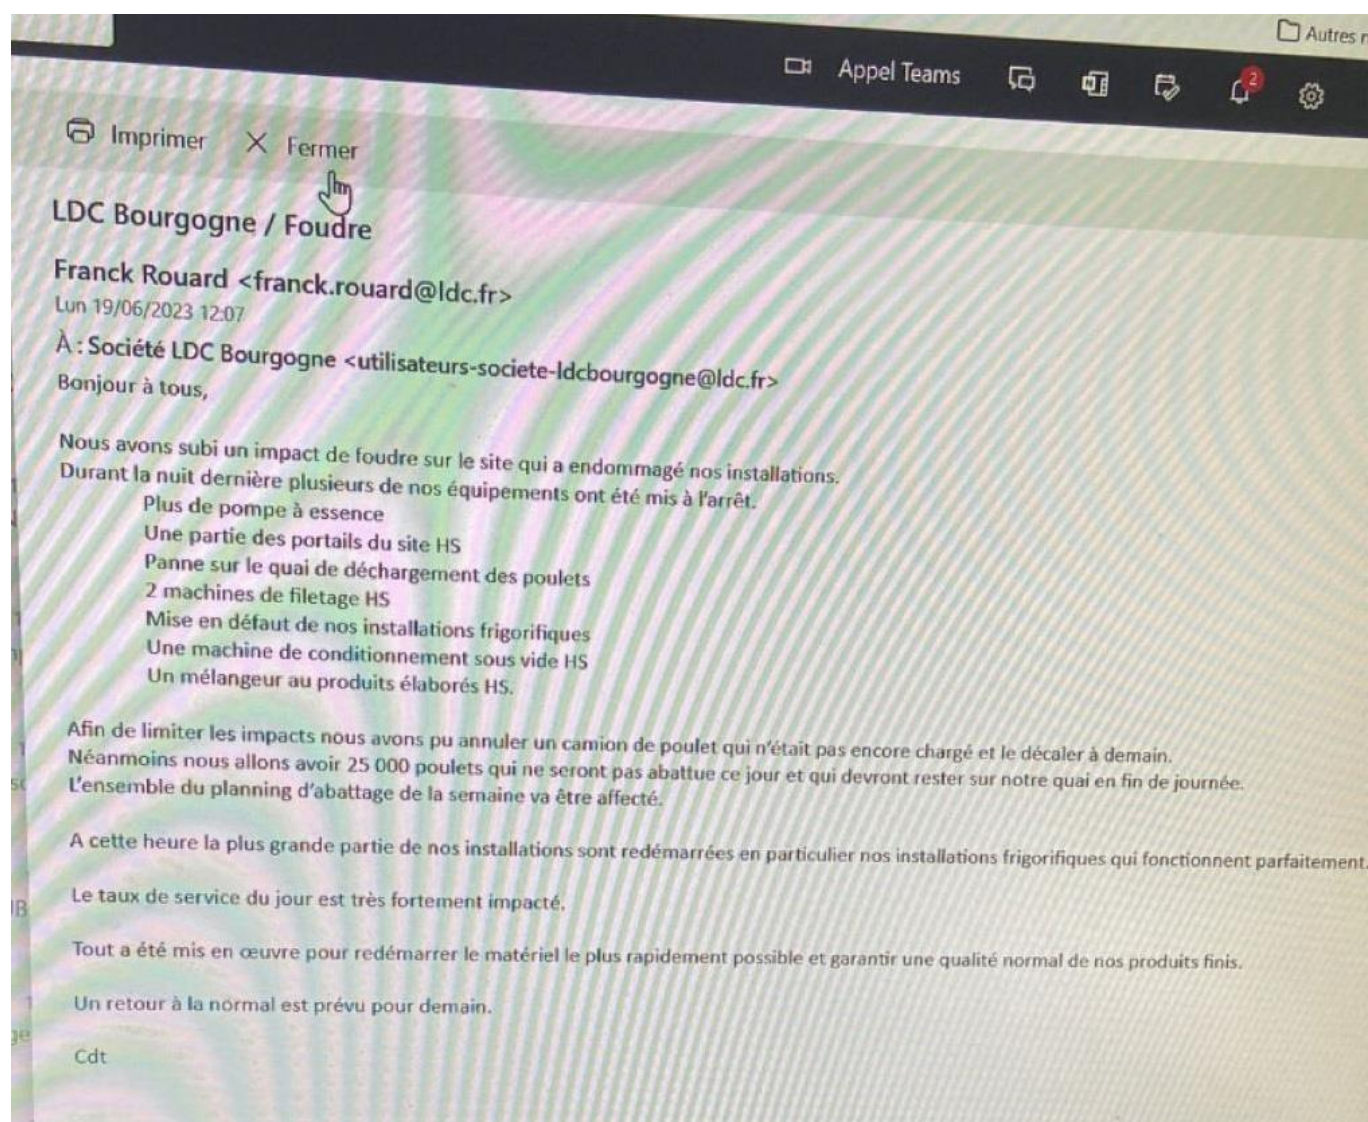 Autres
Appel Teams
2
Imprimer
Fermer
LDC Bourgogne / Foudre
Franck Rouard <franck.rouard@ldc.fr>
Lun 19/06/2023 12:07
À : Société LDC Bourgogne <utilisateurs-societe-ldcbourgogne@ldc.fr>
Bonjour à tous,
Nous avons subi un impact de foudre sur le site qui a endommagé nos installations.
Durant la nuit dernière plusieurs de nos équipements ont été mis à l'arrêt.
Plus de pompe à essence
Une partie des portails du site HS
Panne sur le quai de déchargement des poulets
2 machines de filetage HS
Mise en défaut de nos installations frigorifiques
Une machine de conditionnement sous vide HS
Un mélangeur au produits élaborés HS.
Afin de limiter les impacts nous avons pu annuler un camion de poulet qui n'était pas encore chargé et le décaler à demain.
Néanmoins nous allons avoir 25 000 poulets qui ne seront pas abattue ce jour et qui devront rester sur notre quai en fin de journée.
L'ensemble du planning d'abattage de la semaine va être affecté.
A cette heure la plus grande partie de nos installations sont redémarrées en particulier nos installations frigorifiques qui fonctionnent parfaitement.
Le taux de service du jour est très fortement impacté.
Tout a été mis en œuvre pour redémarrer le matériel le plus rapidement possible et garantir une qualité normal de nos produits finis.
Un retour à la normal est prévu pour demain.
Cdt